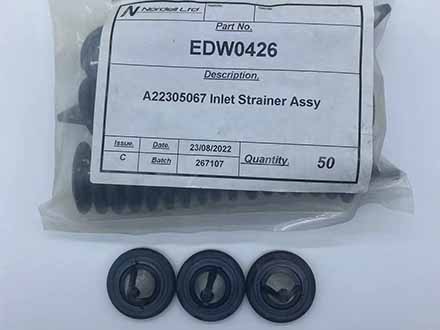 Nordell Ltd
Part No.
EDW0426
Description.
A22305067 Inlet Strainer Assy
Issue. Date. 23/08/2022
C Batch 267107 Quantity. 50